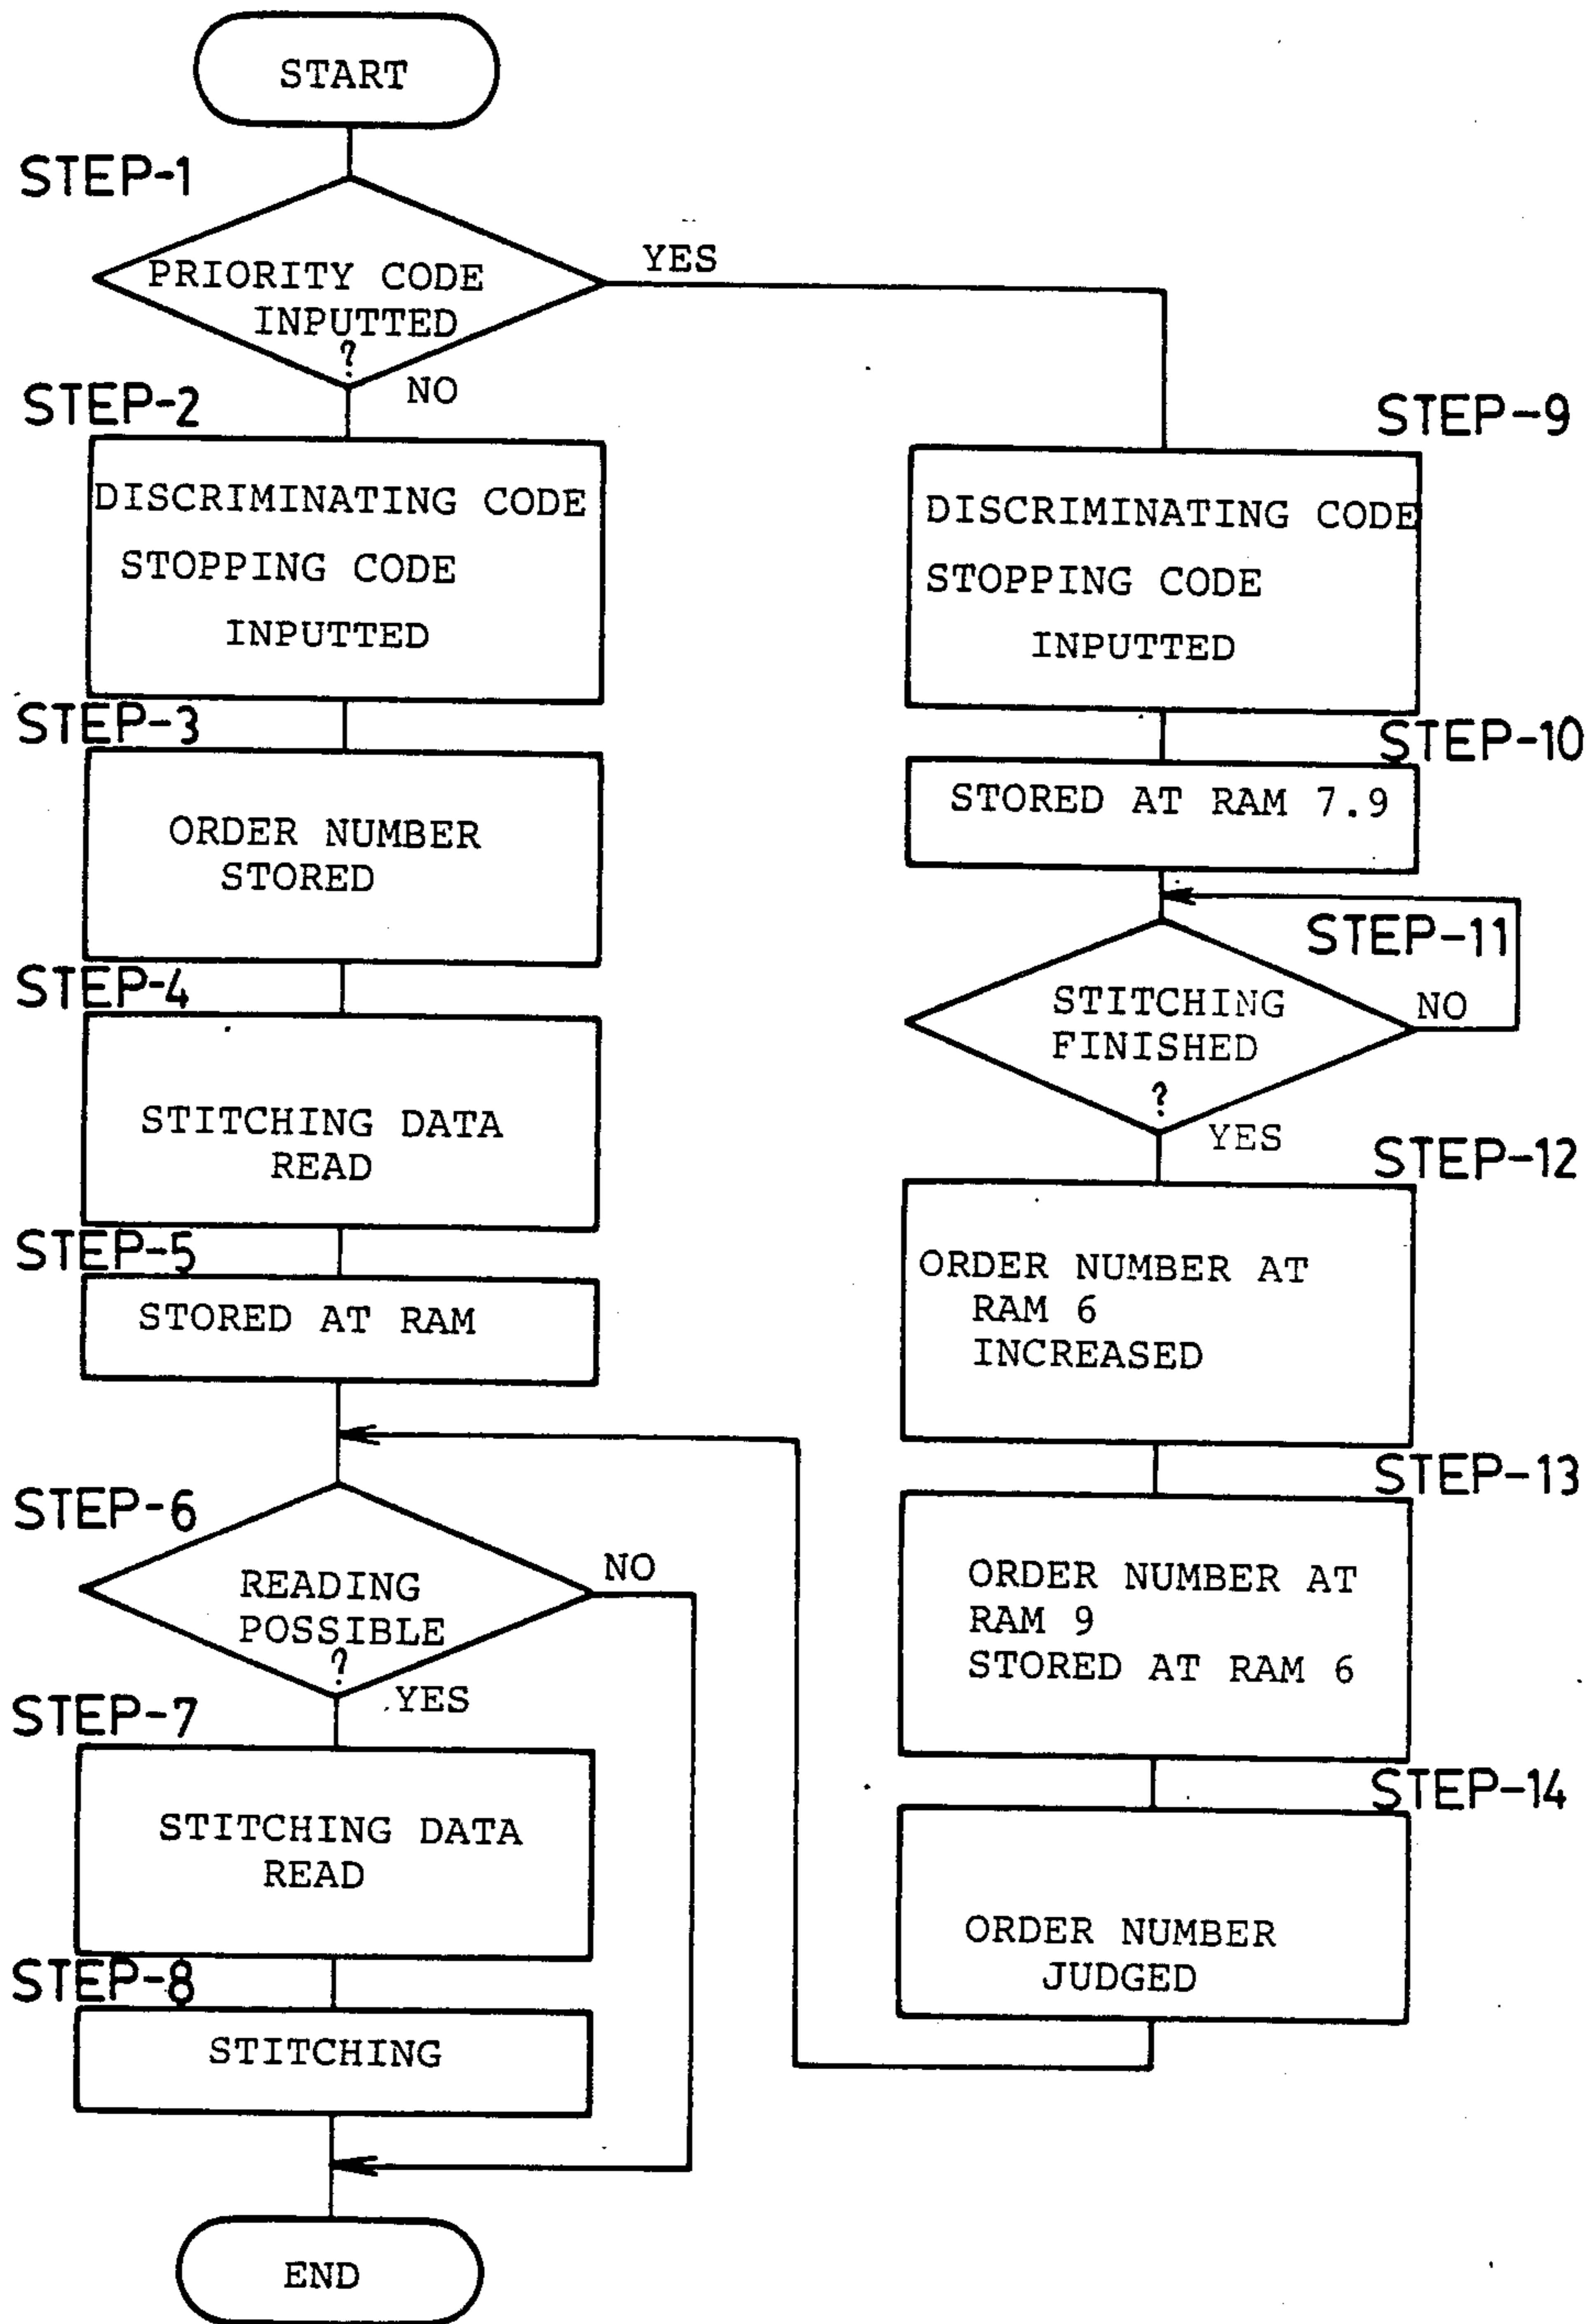 START
STEP-1
PRIORITY CODE
INPUTTED
?
YES
NO
STEP-2
DISCRIMINATING CODE
STOPPING CODE
INPUTTED
STEP-3
ORDER NUMBER
STORED
STEP-4
STITCHING DATA
READ
STEP-5
STORED AT RAM
STEP-6
READING
POSSIBLE
?
NO
YES
STEP-7
STITCHING DATA
READ
STEP-8
STITCHING
END
STEP-9
DISCRIMINATING CODE
STOPPING CODE
INPUTTED
STEP-10
STORED AT RAM 7.9
STEP-11
STITCHING
FINISHED
?
NO
YES
STEP-12
ORDER NUMBER AT
RAM 6
INCREASED
STEP-13
ORDER NUMBER AT
RAM 9
STORED AT RAM 6
STEP-14
ORDER NUMBER
JUDGED